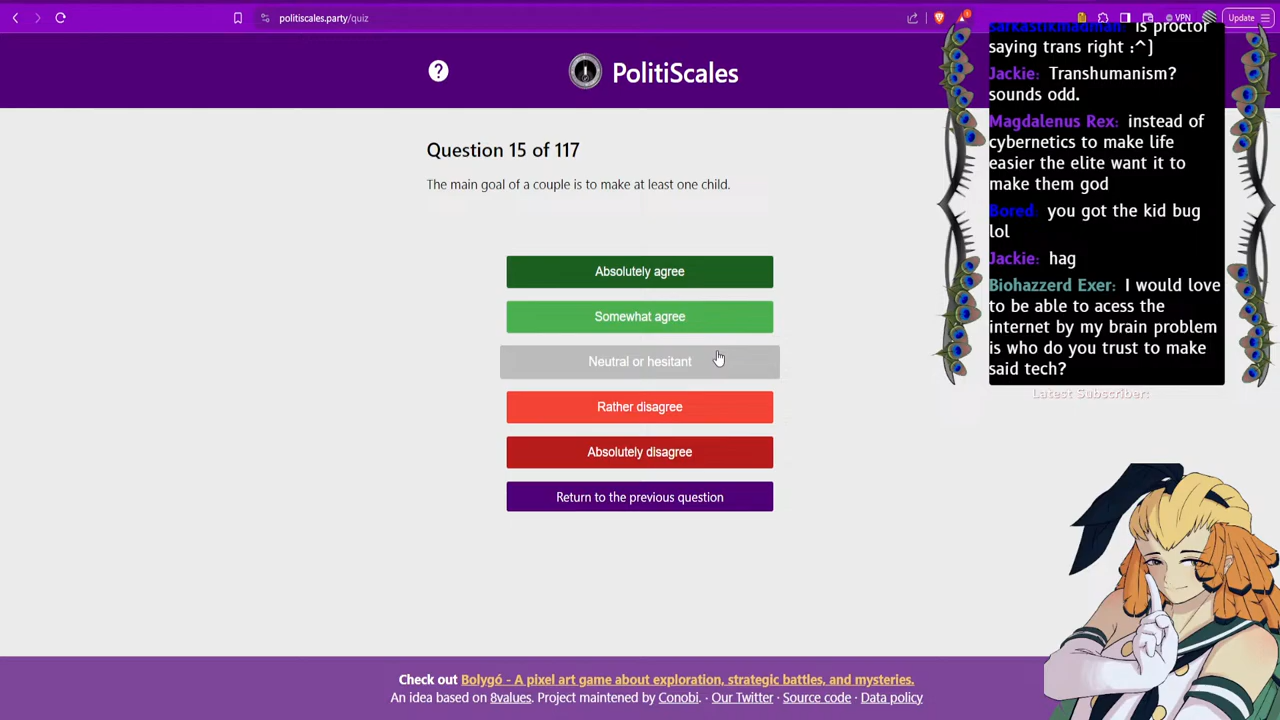 politiscales.party/quiz
VPN
Update
PolitiScales
Question 15 of 117
The main goal of a couple is to make at least one child.
Absolutely agree
Somewhat agree
Neutral or hesitant
Rather disagree
Absolutely disagree
Return to the previous question
Check out Bolygó - A pixel art game about exploration, strategic battles, and mysteries.
An idea based on 8values. Project maintened by Conobi. · Our Twitter · Source code · Data policy
sarkastikmadman: is proctor
saying trans right :^]
Jackie: Transhumanism?
sounds odd.
Magdalenus Rex: instead of
cybernetics to make life
easier the elite want it to
make them god
Bored: you got the kid bug
lol
Jackie: hag
Biohazzerd Exer: I would love
to be able to acess the
internet by my brain problem
is who do you trust to make
said tech?
Latest Subscriber: